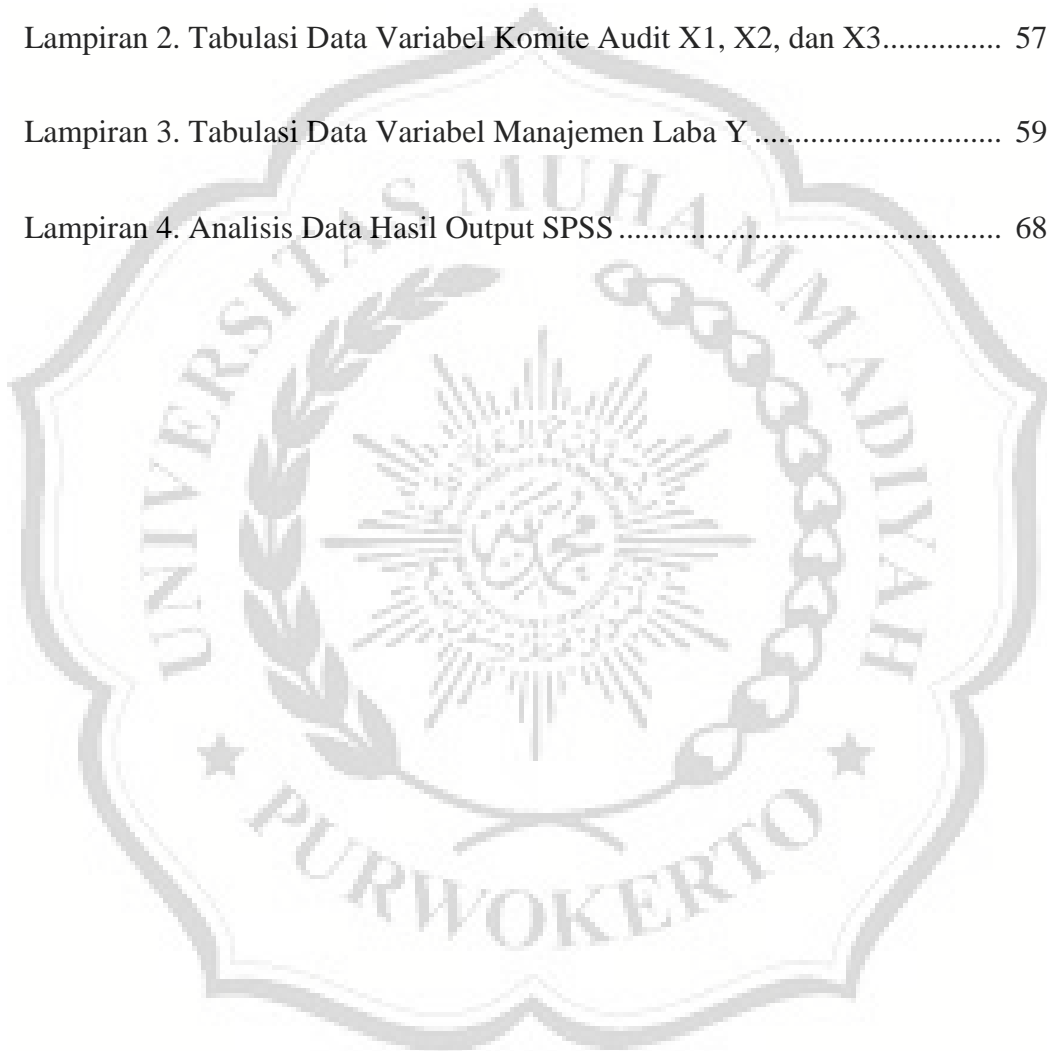 Lampiran 2. Tabulasi Data Variabel Komite Audit X1, X2, dan X3............... 57
Lampiran 3. Tabulasi Data Variabel Manajemen Laba Y ............................ 59
Lampiran 4. Analisis Data Hasil Output SPSS ........................................... 68
UNIVERSITAS MUHAMMADIYAH
★ PURWOKERTO ★